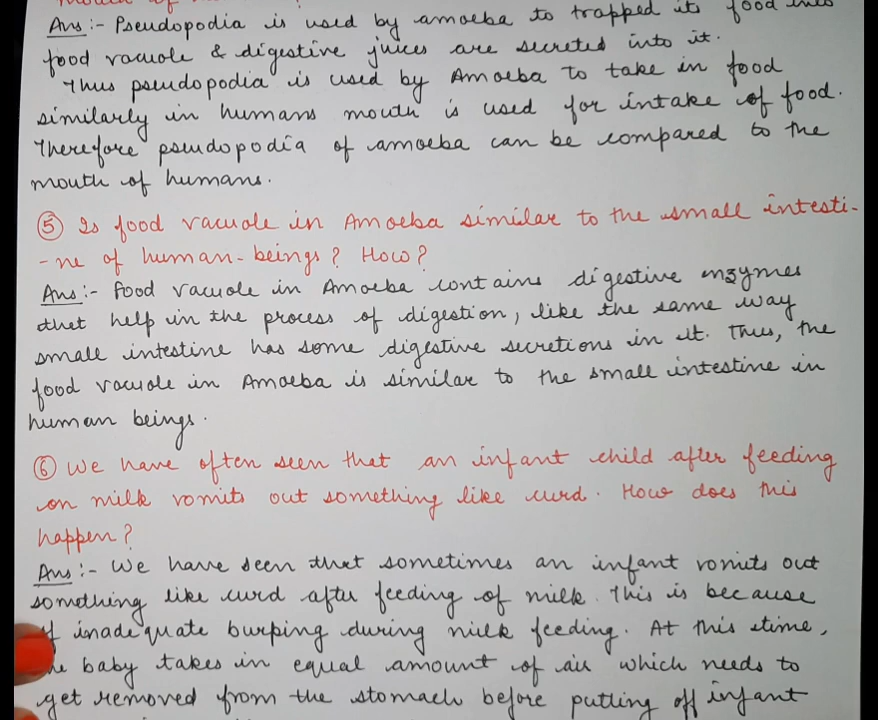 Ans :- Pseudopodia is used by amoeba to trapped its food into
food vacuole & digestive juices are secreted into it.
Thus pseudopodia is used by Amoeba to take in food
similarly in humans mouth is used for intake of food.
Therefore pseudopodia of amoeba can be compared to the
mouth of humans.
⑤ Is food vacuole in Amoeba similar to the small intesti-
-ne of human-beings? How?
Ans :- Food vacuole in Amoeba contains digestive enzymes
that help in the process of digestion, like the same way
small intestine has some digestive secretions in it. Thus, the
food vacuole in Amoeba is similar to the small intestine in
human beings.
⑥ We have often seen that an infant child after feeding
on milk vomits out something like curd. How does this
happen?
Ans :- We have seen that sometimes an infant vomits out
something like curd after feeding of milk. This is because
of inadequate burping during milk feeding. At this time,
baby takes in equal amount of air which needs to
get removed from the stomach before putting off infant